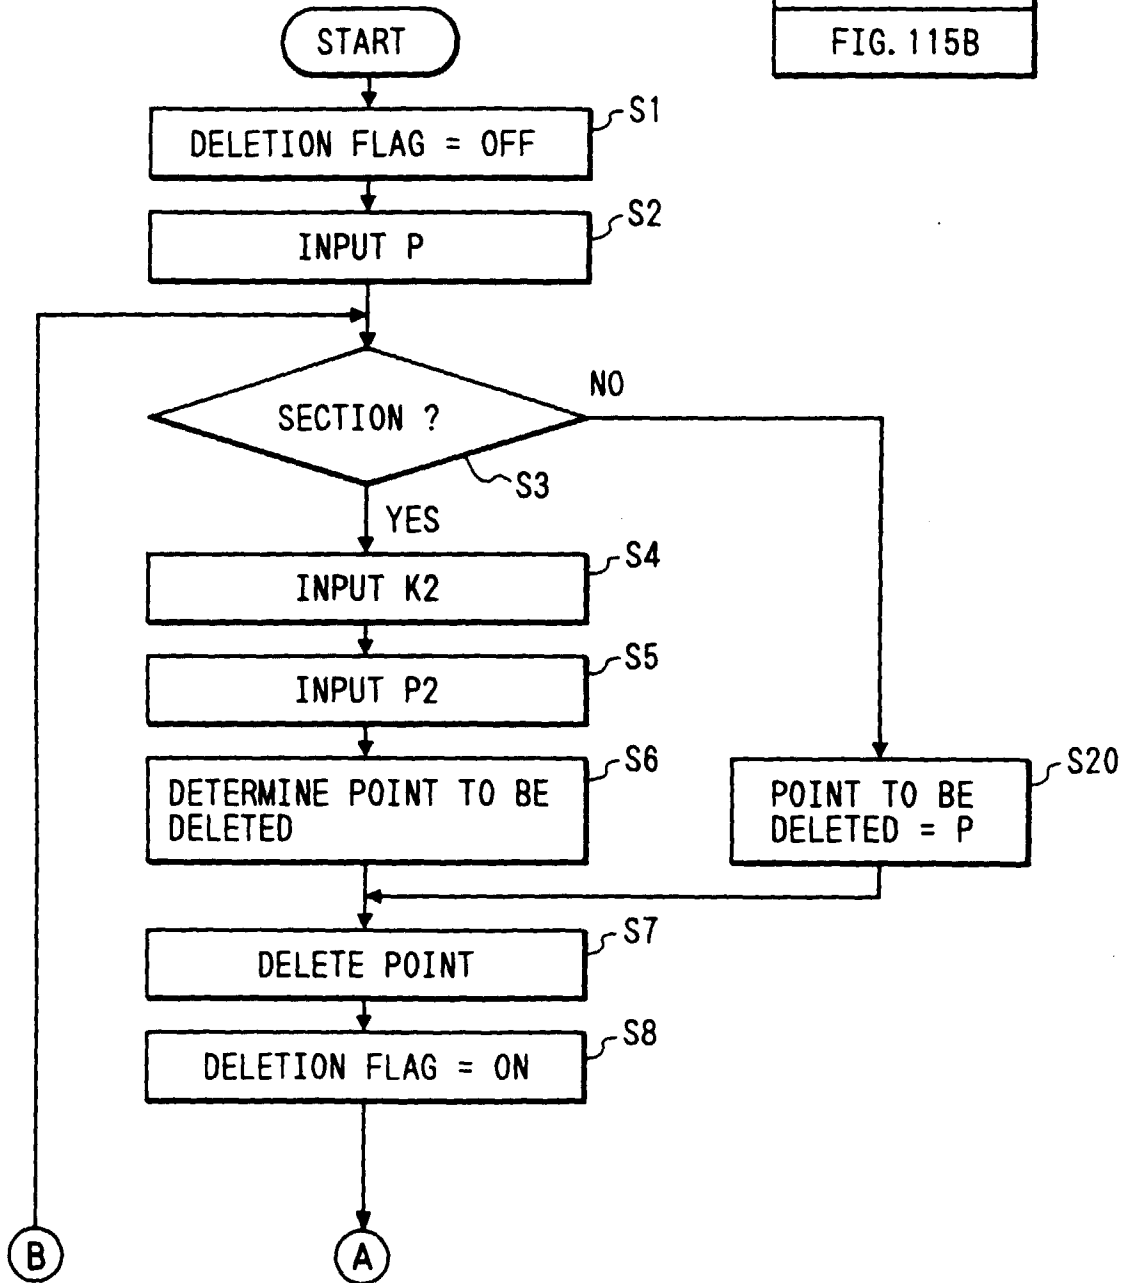 FIG. 115B
START
S1
DELETION FLAG = OFF
S2
INPUT P
NO
SECTION ?
S3
YES
S4
INPUT K2
S5
INPUT P2
S6
DETERMINE POINT TO BE
DELETED
S20
POINT TO BE
DELETED = P
S7
DELETE POINT
S8
DELETION FLAG = ON
B
A